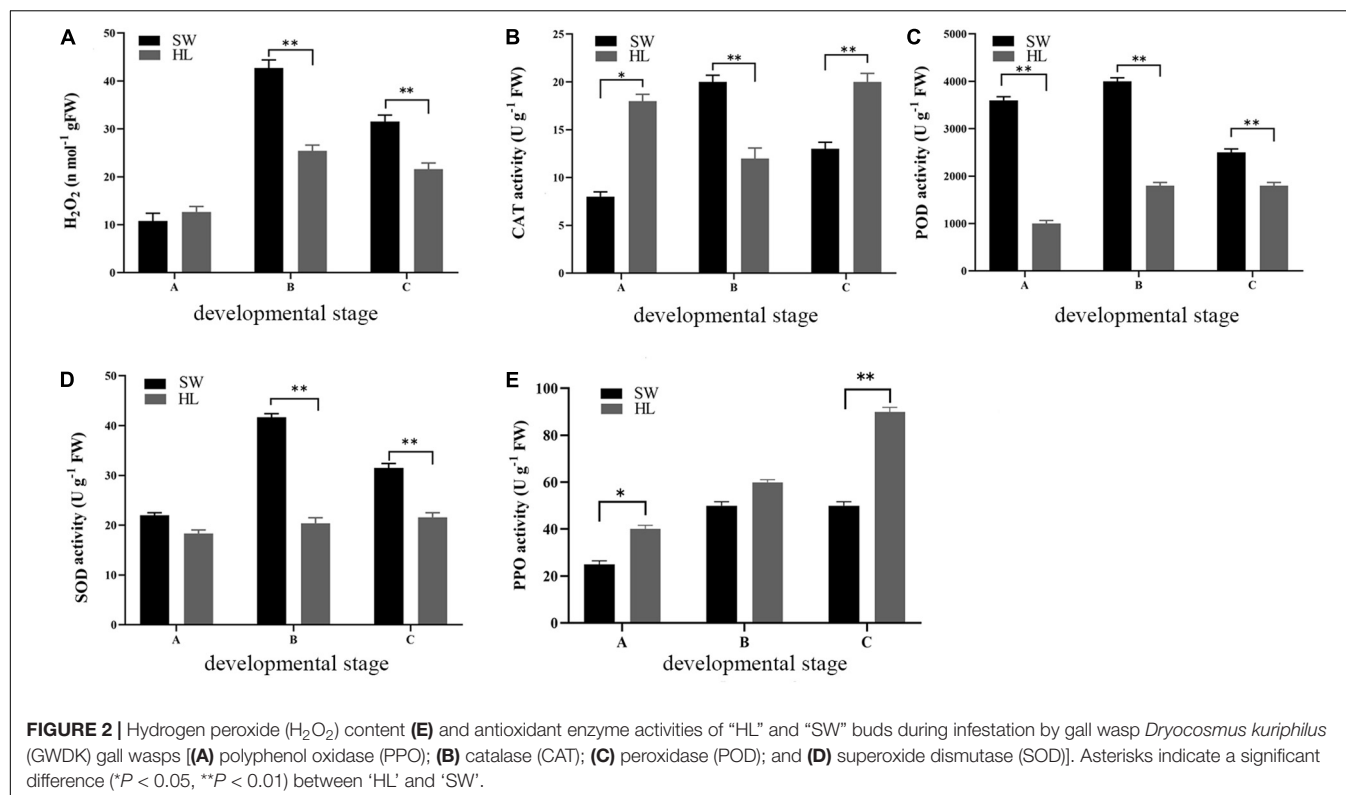 A
SW
HL
**
**
50
40
30
20
10
0
H₂O₂ (n mol⁻¹ gFW)
A B C
developmental stage
B
SW
HL
*
**
**
25
20
15
10
5
0
CAT activity (U g⁻¹ FW)
A B C
developmental stage
C
SW
HL
**
**
**
5000
4000
3000
2000
1000
0
POD activity (U g⁻¹ FW)
A B C
developmental stage
D
SW
HL
**
**
50
40
30
20
10
0
SOD activity (U g⁻¹ FW)
A B C
developmental stage
E
SW
HL
*
**
100
80
60
40
20
0
PPO activity (U g⁻¹ FW)
A B C
developmental stage
FIGURE 2 | Hydrogen peroxide (H₂O₂) content (E) and antioxidant enzyme activities of “HL” and “SW” buds during infestation by gall wasp Dryocosmus kuriphilus
(GWDK) gall wasps [(A) polyphenol oxidase (PPO); (B) catalase (CAT); (C) peroxidase (POD); and (D) superoxide dismutase (SOD)]. Asterisks indicate a significant
difference (*P < 0.05, **P < 0.01) between ‘HL’ and ‘SW’.